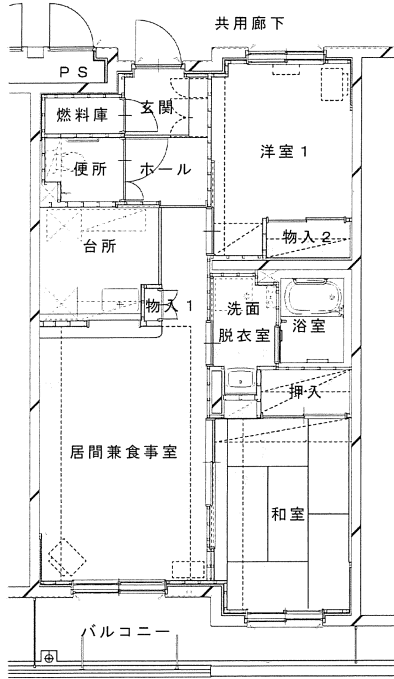 共用廊下
PS
玄関
燃料庫
洋室1
便所
ホール
物入2
台所
物入1
洗面
脱衣室
浴室
押入
居間兼食事室
和室
バルコニー